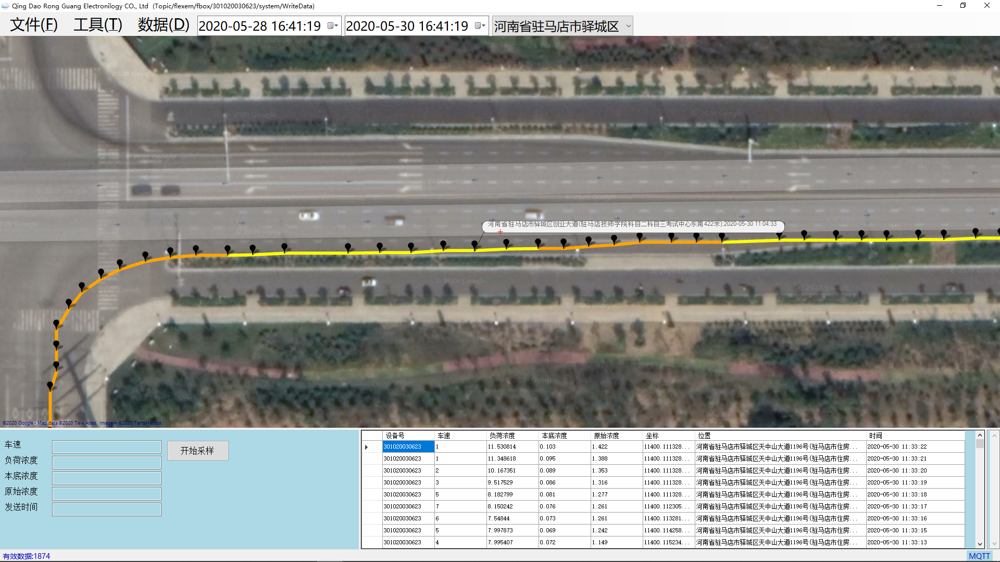 Qing Dao Rong Guang Electronilogy CO., Ltd (Topic/flexem/fbox/301020030623/system/WriteData)
文件(F) 工具(T) 数据(D) 2020-05-28 16:41:19 2020-05-30 16:41:19 河南省驻马店市驿城区
河南省驻马店市驿城区创业大道(驻马店技师学院科目二科目三考试中心东南422米);2020-05-30 11:04:33
©2020 Google - Map data ©2020 Tele Atlas, Imagery ©2020 TerraMetrics
车速
负荷浓度
本底浓度
原始浓度
发送时间
开始采样
设备号 车速 负荷浓度 本底浓度 原始浓度 坐标 位置 时间
301020030623 1 11.530814 0.103 1.422 11400.111328... 河南省驻马店市驿城区天中山大道1196号(驻马店市住房... 2020-05-30 11:33:22
301020030623 1 11.348618 0.095 1.388 11400.111328... 河南省驻马店市驿城区天中山大道1196号(驻马店市住房... 2020-05-30 11:33:21
301020030623 2 10.167351 0.089 1.353 11400.111328... 河南省驻马店市驿城区天中山大道1196号(驻马店市住房... 2020-05-30 11:33:20
301020030623 3 9.517529 0.086 1.316 11400.111328... 河南省驻马店市驿城区天中山大道1196号(驻马店市住房... 2020-05-30 11:33:19
301020030623 5 8.182799 0.081 1.277 11400.111328... 河南省驻马店市驿城区天中山大道1196号(驻马店市住房... 2020-05-30 11:33:18
301020030623 7 8.150242 0.076 1.261 11400.112305... 河南省驻马店市驿城区天中山大道1196号(驻马店市住房... 2020-05-30 11:33:17
301020030623 6 7.54844 0.073 1.261 11400.113281... 河南省驻马店市驿城区天中山大道1196号(驻马店市住房... 2020-05-30 11:33:16
301020030623 5 7.997873 0.069 1.242 11400.114258... 河南省驻马店市驿城区天中山大道1196号(驻马店市住房... 2020-05-30 11:33:15
301020030623 4 7.995407 0.072 1.149 11400.115234... 河南省驻马店市驿城区天中山大道1196号(驻马店市住房... 2020-05-30 11:33:13
有效数据:1874
MQTT